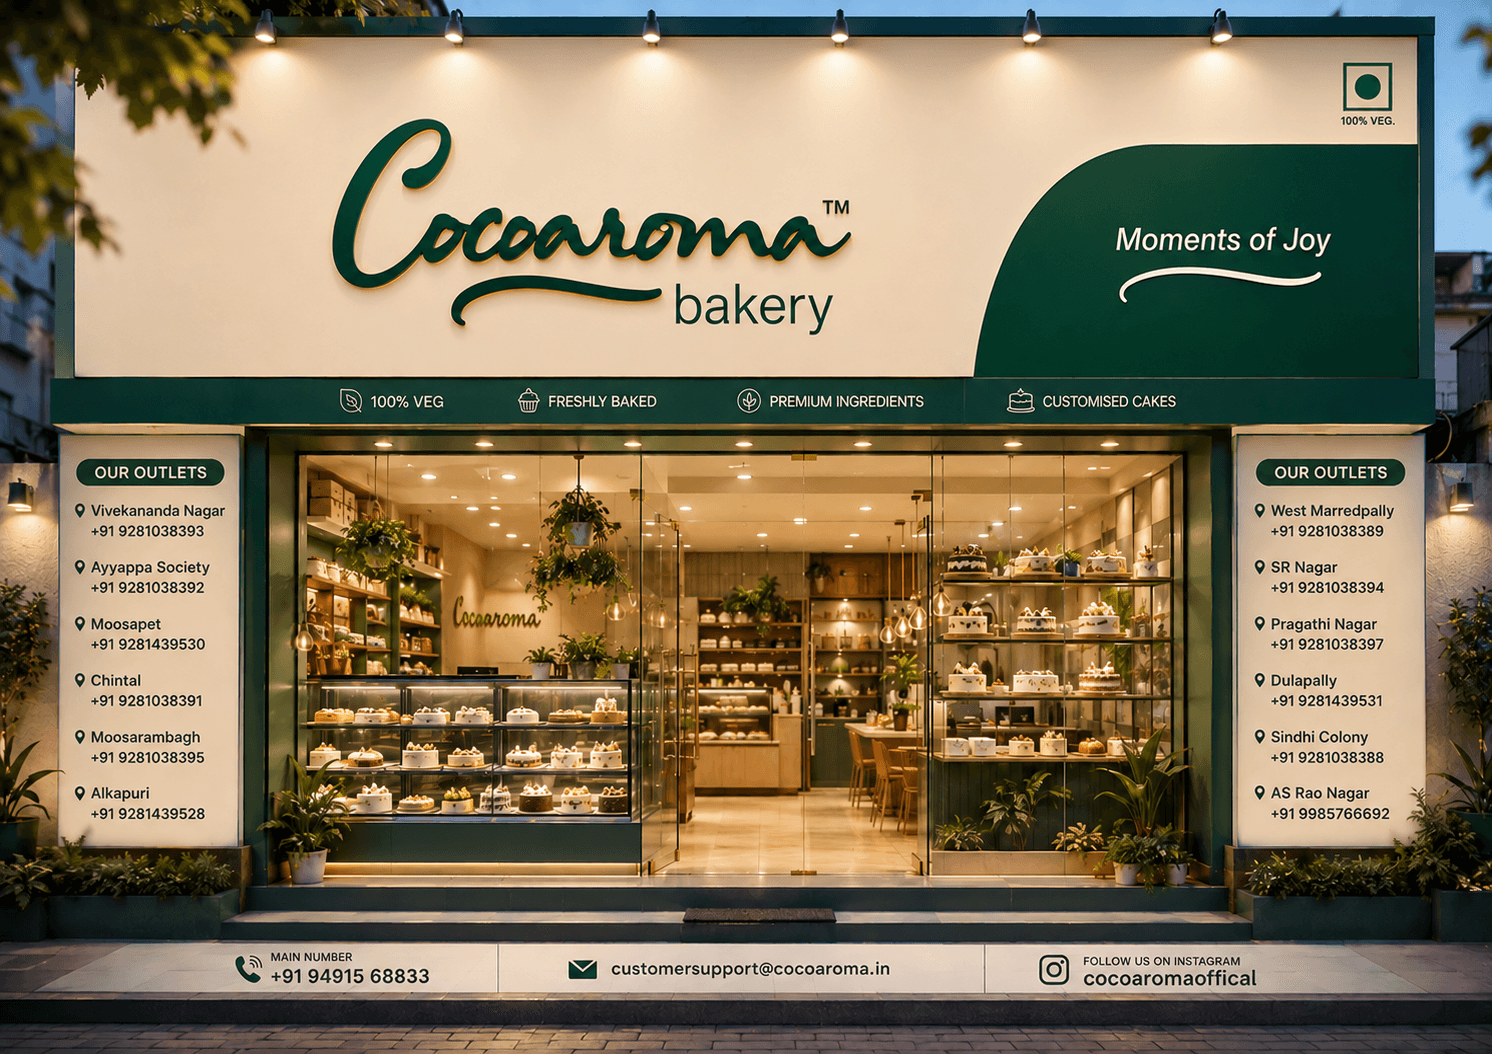 100% VEG.
Cocoaroma™
bakery
Moments of Joy
100% VEG
FRESHLY BAKED
PREMIUM INGREDIENTS
CUSTOMISED CAKES
OUR OUTLETS
Vivekananda Nagar
+91 9281038393
Ayyappa Society
+91 9281038392
Moosapet
+91 9281439530
Chintal
+91 9281038391
Moosarambagh
+91 9281038395
Alkapuri
+91 9281439528
Cocoaroma
OUR OUTLETS
West Marredpally
+91 9281038389
SR Nagar
+91 9281038394
Pragathi Nagar
+91 9281038397
Dulapally
+91 9281439531
Sindhi Colony
+91 9281038388
AS Rao Nagar
+91 9985766692
MAIN NUMBER
+91 94915 68833
customersupport@cocoaroma.in
FOLLOW US ON INSTAGRAM
cocoaromaoffical